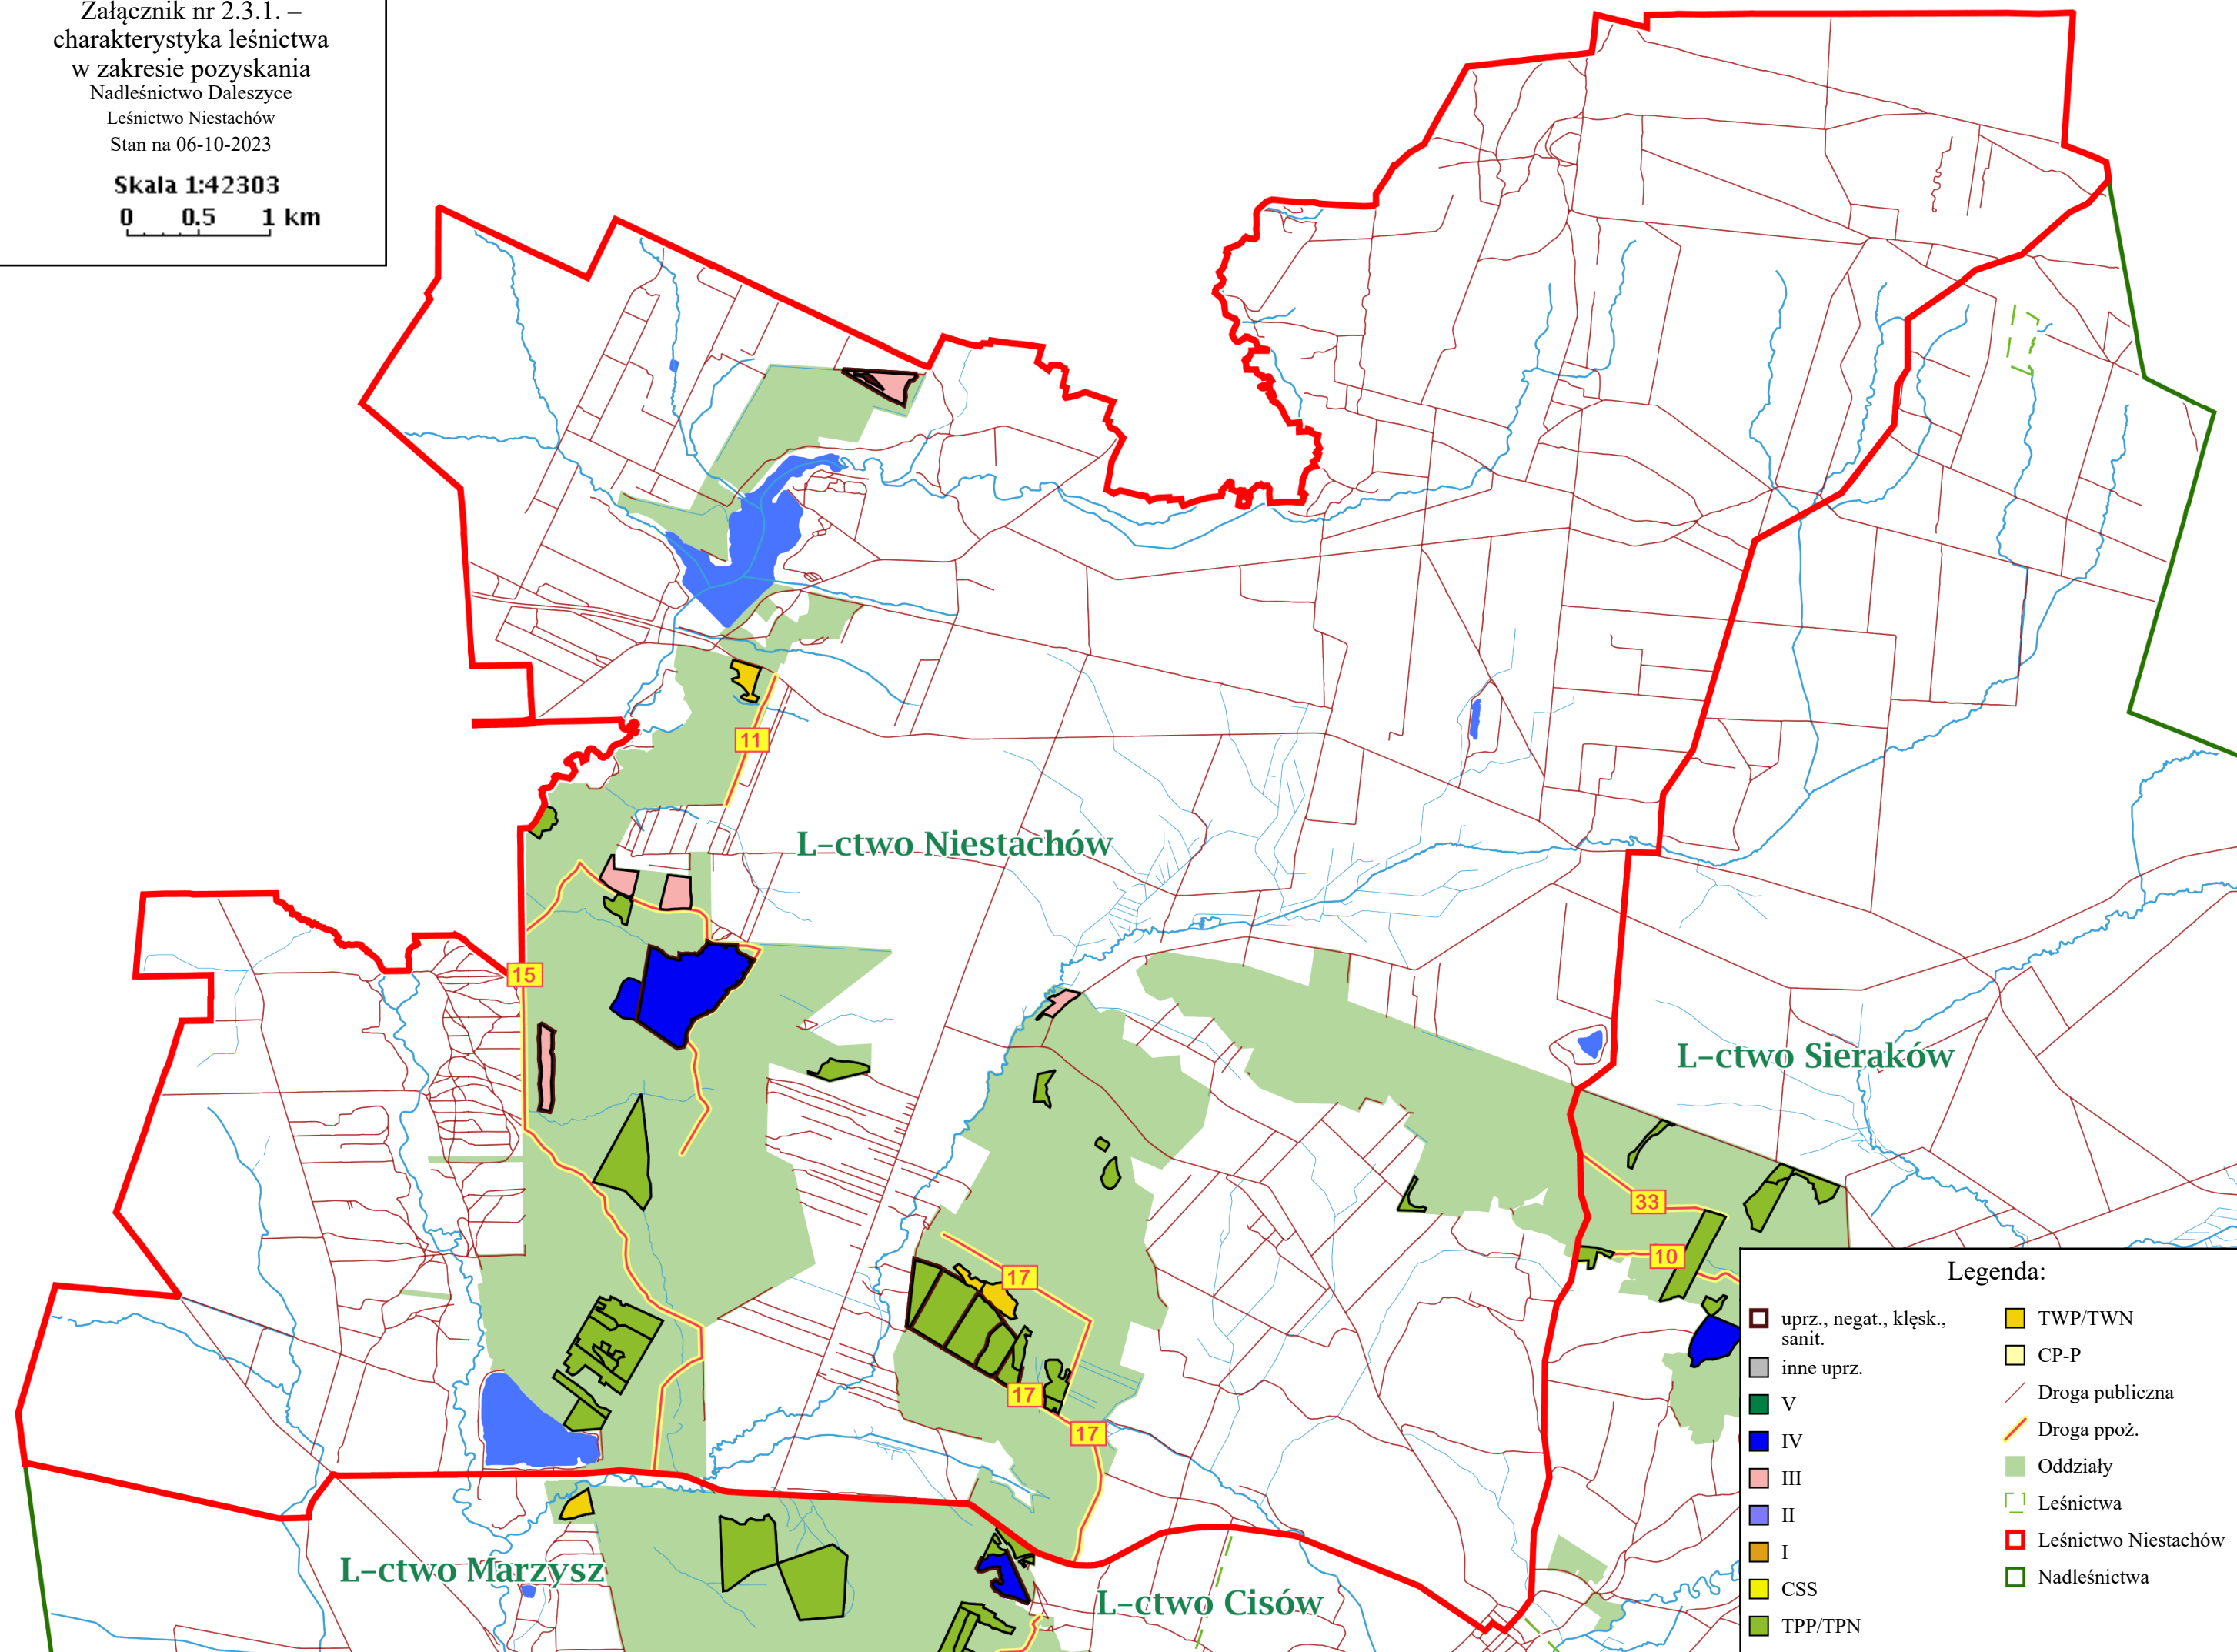 Załącznik nr 2.3.1. –
charakterystyka leśnictwa
w zakresie pozyskania
Nadleśnictwo Daleszyce
Leśnictwo Niestachów
Stan na 06-10-2023
Skala 1:42303
0 0.5 1 km
11
L-ctwo Niestachów
15
L-ctwo Sieraków
33
10
17
17
17
L-ctwo Marzysz
L-ctwo Cisów
Legenda:
uprz., negat., klęsk.,
sanit.
inne uprz.
V
IV
III
II
I
CSS
TPP/TPN
TWP/TWN
CP-P
Droga publiczna
Droga ppoż.
Oddziały
Leśnictwa
Leśnictwo Niestachów
Nadleśnictwa